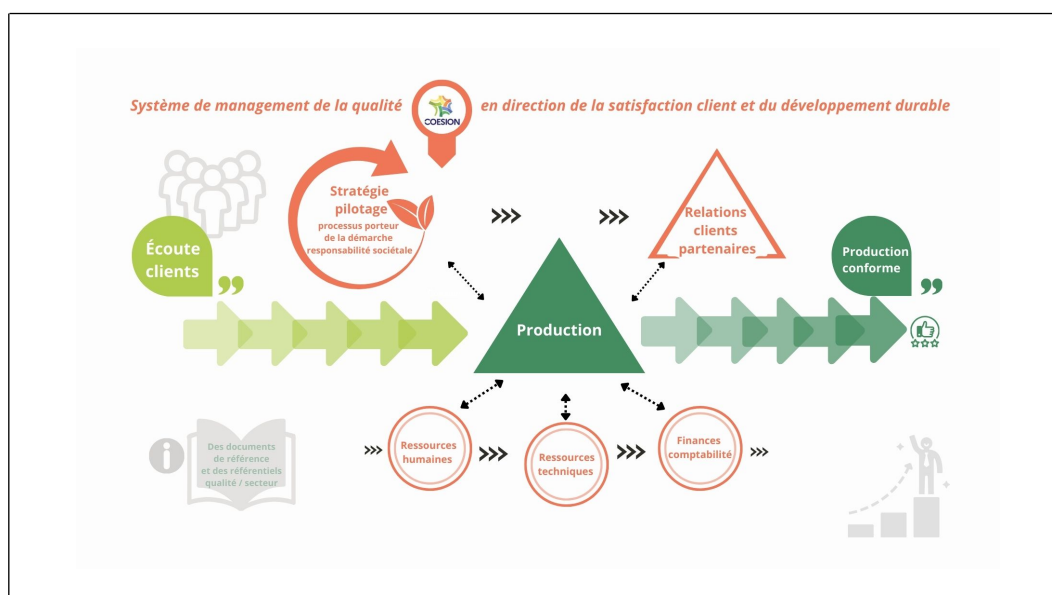 Système de management de la qualité
COESION
en direction de la satisfaction client et du développement durable
Stratégie
pilotage
processus porteur
de la démarche
responsabilité sociétale
Relations
clients
partenaires
Écoute
clients
Production
conforme
Production
Ressources
humaines
Ressources
techniques
Finances
comptabilité
Des documents
de référence
et des référentiels
qualité / secteur